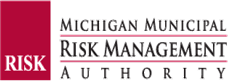 RISK
MICHIGAN MUNICIPAL
RISK MANAGEMENT
AUTHORITY